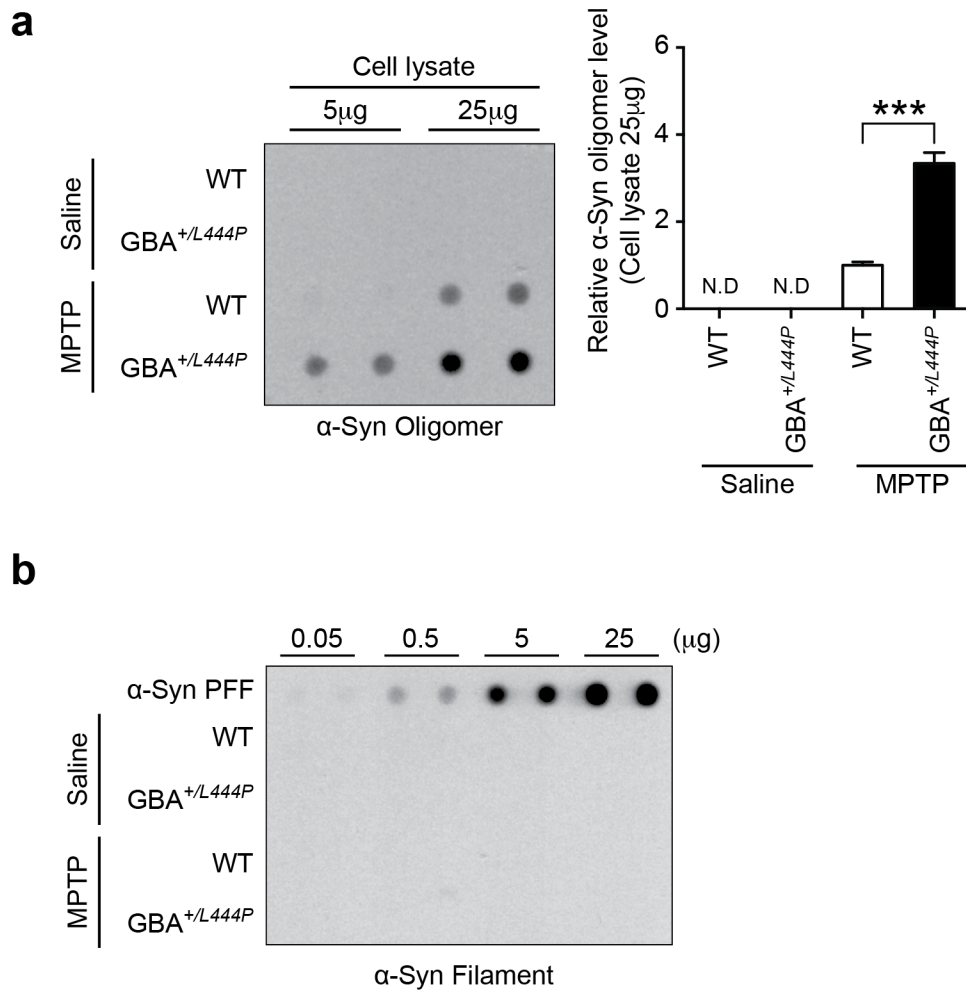 a
Cell lysate
5μg 25μg
Saline
WT
GBA+/L444P
MPTP
WT
GBA+/L444P
α-Syn Oligomer
Relative α-Syn oligomer level
(Cell lysate 25μg)
6
4
2
0
***
N.D N.D
WT
GBA+/L444P
WT
GBA+/L444P
Saline MPTP
b
0.05 0.5 5 25 (μg)
α-Syn PFF
Saline
WT
GBA+/L444P
MPTP
WT
GBA+/L444P
α-Syn Filament